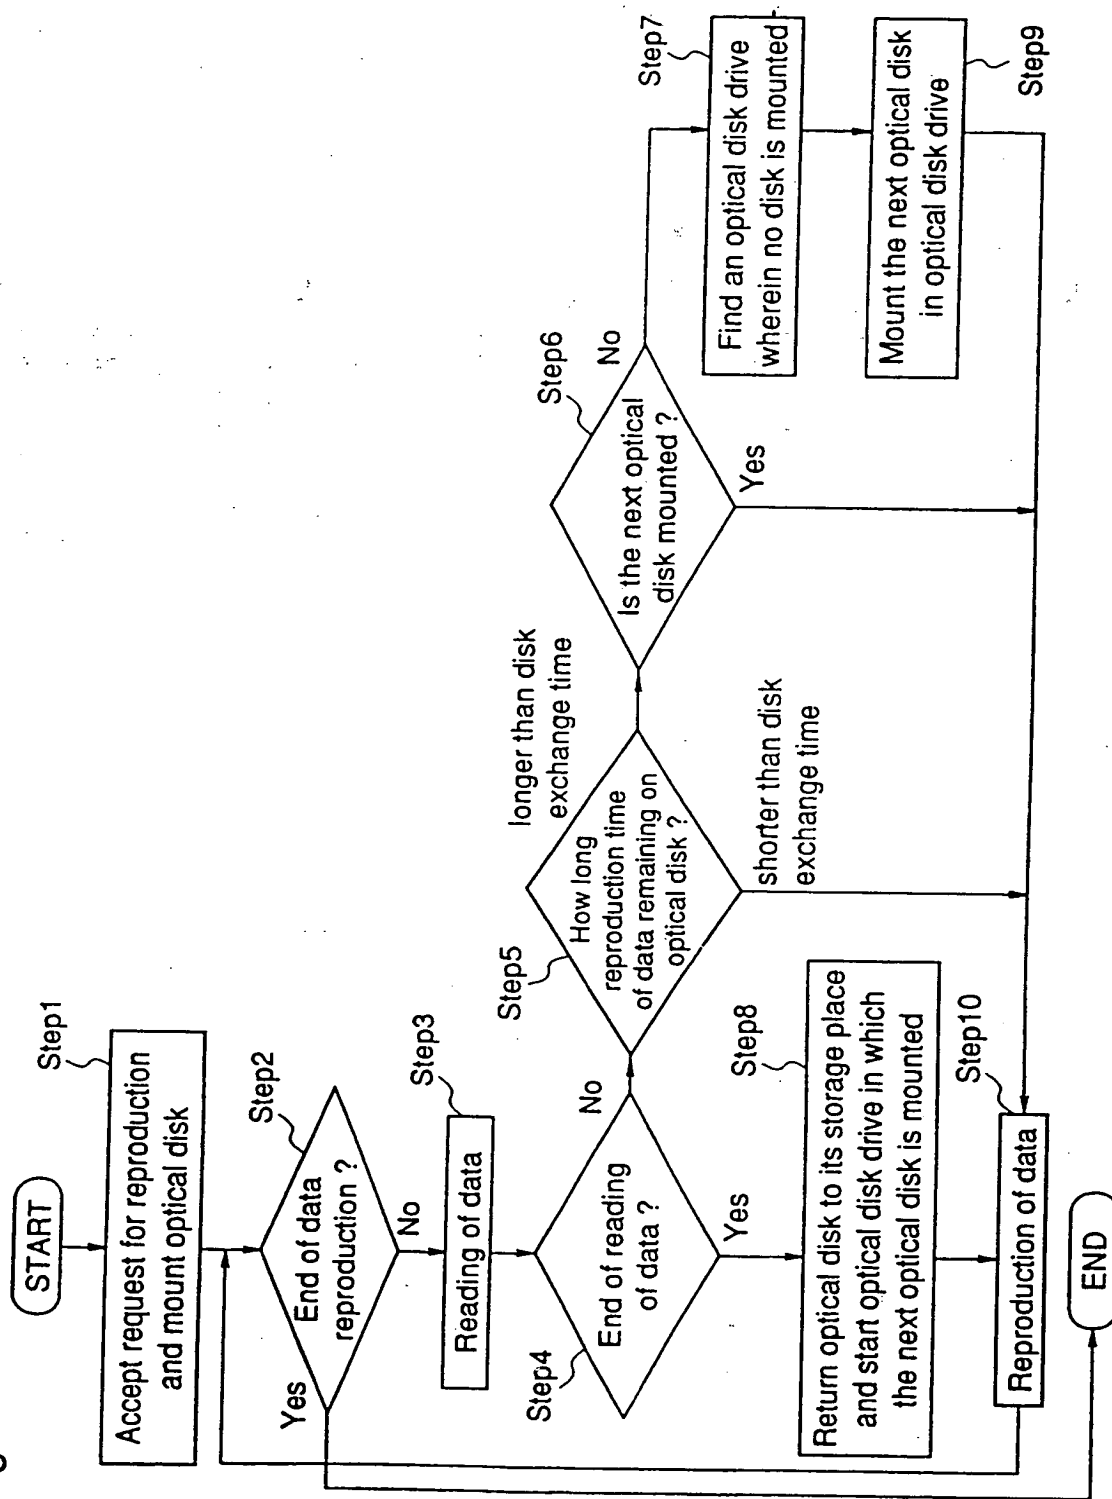 START
Step1
Accept request for reproduction
and mount optical disk
Step2
End of data
reproduction ?
Yes
No
Step3
Reading of data
Step4
End of reading
of data ?
No
Yes
Step5
How long
reproduction time
of data remaining on
optical disk ?
longer than disk
exchange time
shorter than disk
exchange time
Step6
Is the next optical
disk mounted ?
No
Yes
Step7
Find an optical disk drive
wherein no disk is mounted
Step8
Return optical disk to its storage place
and start optical disk drive in which
the next optical disk is mounted
Step9
Mount the next optical disk
in optical disk drive
Step10
Reproduction of data
END